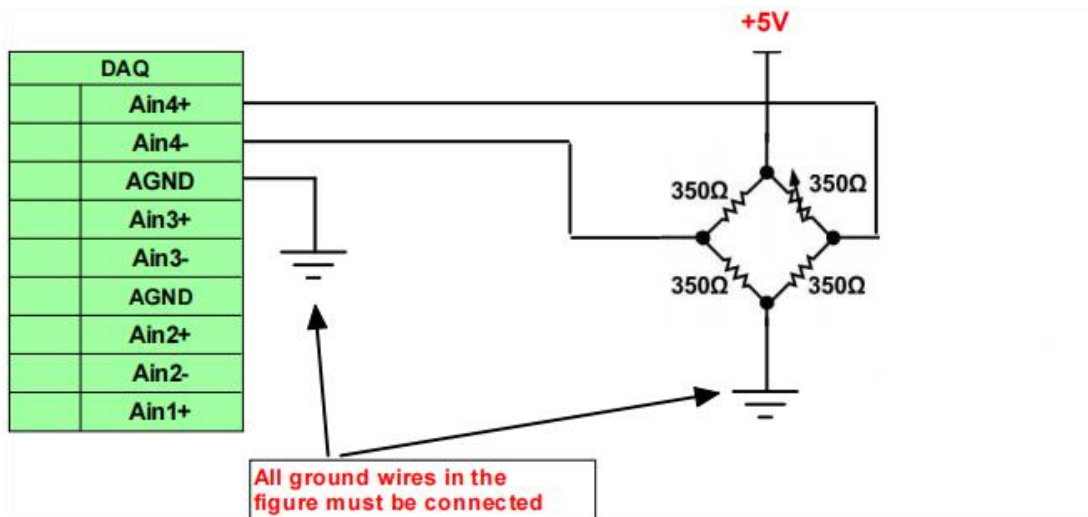 +5V
DAQ
Ain4+
Ain4-
AGND
Ain3+
Ain3-
AGND
Ain2+
Ain2-
Ain1+
350Ω
350Ω
350Ω
350Ω
All ground wires in the
figure must be connected